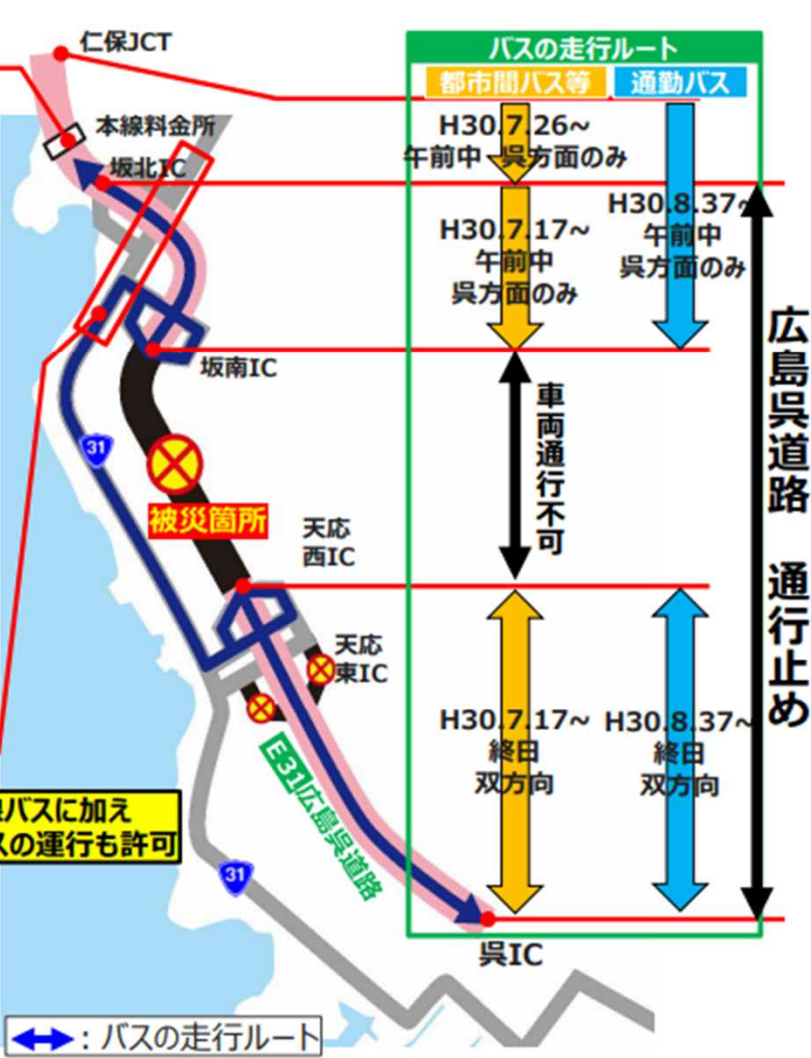 仁保JCT
本線料金所
坂北IC
坂南IC
31
被災箇所
天応
西IC
天応
東IC
E31広島呉道路
バスに加え
スの運行も許可
31
呉IC
:バスの走行ルート
バスの走行ルート
都市間バス等
通勤バス
H30.7.26~
午前中 呉方面のみ
H30.7.17~
午前中
呉方面のみ
H30.8.37~
午前中
呉方面のみ
車両通行不可
H30.7.17~
終日
双方向
H30.8.37~
終日
双方向
広島呉道路 通行止め